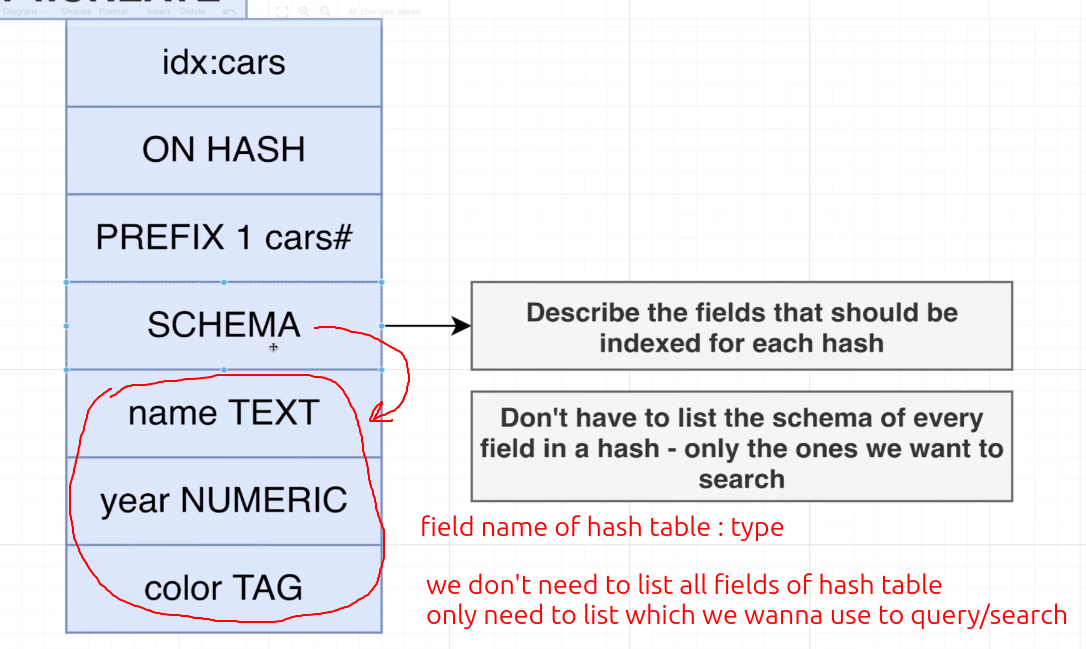 Diagram Shapes Format Insert Delete All changes saved
idx:cars
ON HASH
PREFIX 1 cars#
SCHEMA
Describe the fields that should be
indexed for each hash
name TEXT
Don't have to list the schema of every
field in a hash - only the ones we want to
search
year NUMERIC
field name of hash table : type
color TAG
we don't need to list all fields of hash table
only need to list which we wanna use to query/search